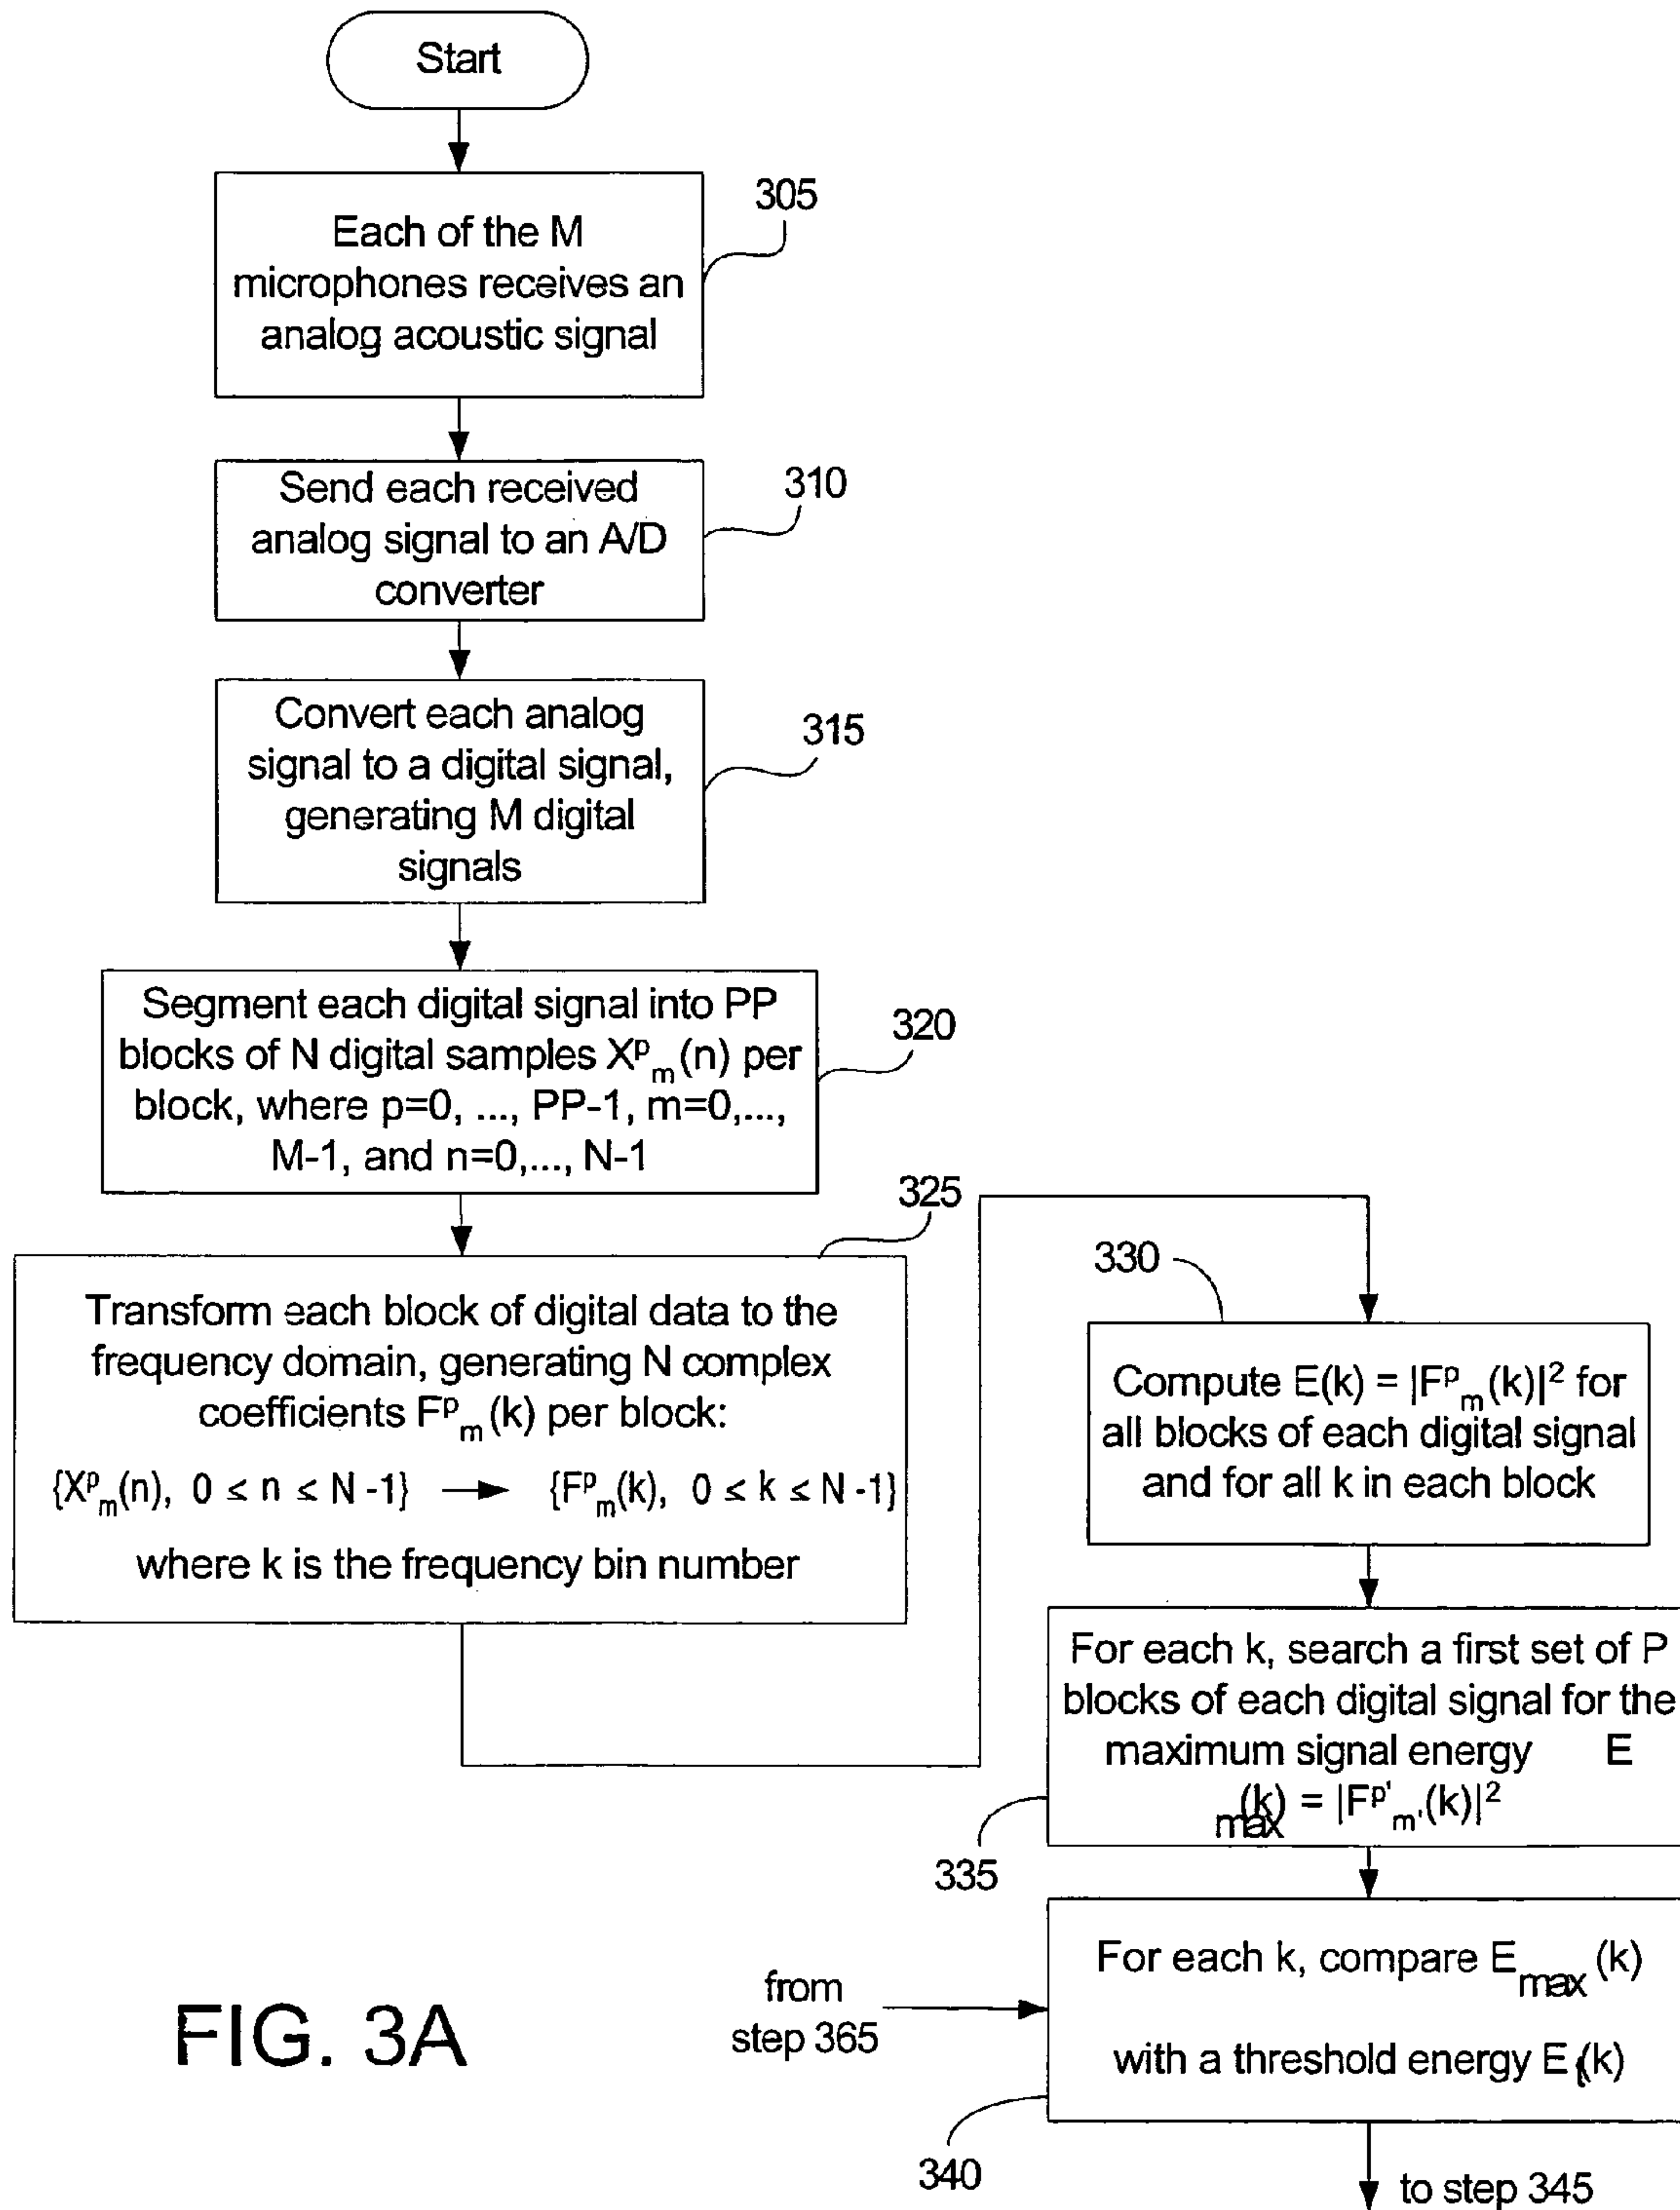 Start
305
Each of the M
microphones receives an
analog acoustic signal
310
Send each received
analog signal to an A/D
converter
315
Convert each analog
signal to a digital signal,
generating M digital
signals
320
Segment each digital signal into PP
blocks of N digital samples Xᵖₘ(n) per
block, where p=0, ..., PP-1, m=0,...,
M-1, and n=0,..., N-1
325
Transform each block of digital data to the
frequency domain, generating N complex
coefficients Fᵖₘ(k) per block:
{Xᵖₘ(n), 0 ≤ n ≤ N -1} → {Fᵖₘ(k), 0 ≤ k ≤ N -1}
where k is the frequency bin number
330
Compute E(k) = |Fᵖₘ(k)|² for
all blocks of each digital signal
and for all k in each block
For each k, search a first set of P
blocks of each digital signal for the
maximum signal energy E
max(k) = |Fᵖ'ₘ'(k)|²
335
For each k, compare E max (k)
with a threshold energy Eₜ(k)
from
step 365
340
to step 345
FIG. 3A